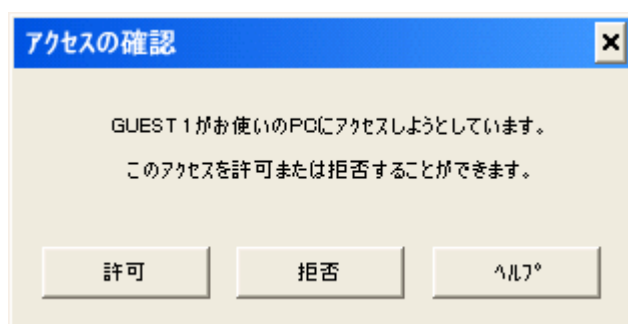 ｱｸｾｽの確認
GUEST1がお使いのPCにｱｸｾｽしようとしています。
このｱｸｾｽを許可または拒否することができます。
許可
拒否
ﾍﾙﾌﾟ